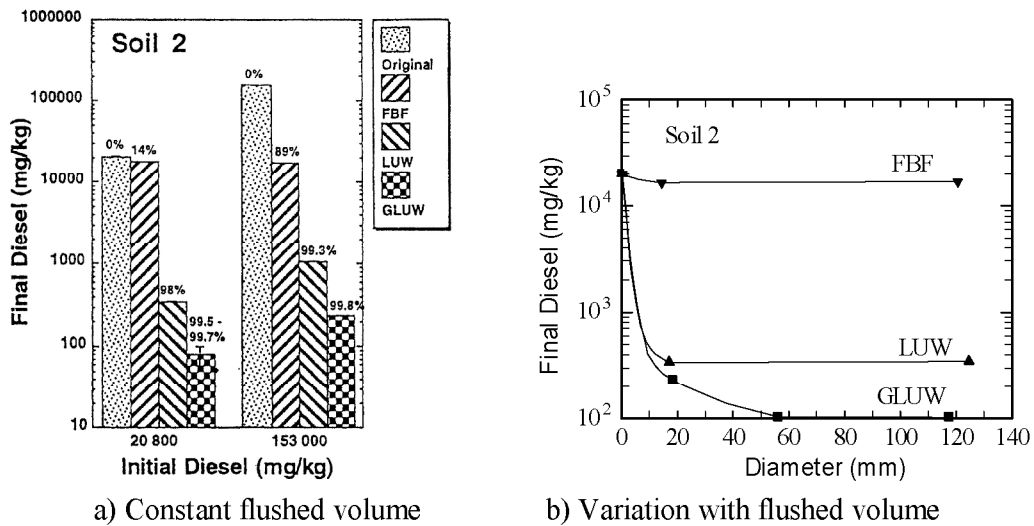 Soil 2
Final Diesel (mg/kg)
1000000
100000
10000
1000
100
10
0%
14%
98%
99.5 -
99.7%
0%
89%
99.3%
99.8%
20 800
153 000
Initial Diesel (mg/kg)
Original
FBF
LUW
GLUW
a) Constant flushed volume
Soil 2
Final Diesel (mg/kg)
10^5
10^4
10^3
10^2
FBF
LUW
GLUW
0 20 40 60 80 100 120 140
Diameter (mm)
b) Variation with flushed volume